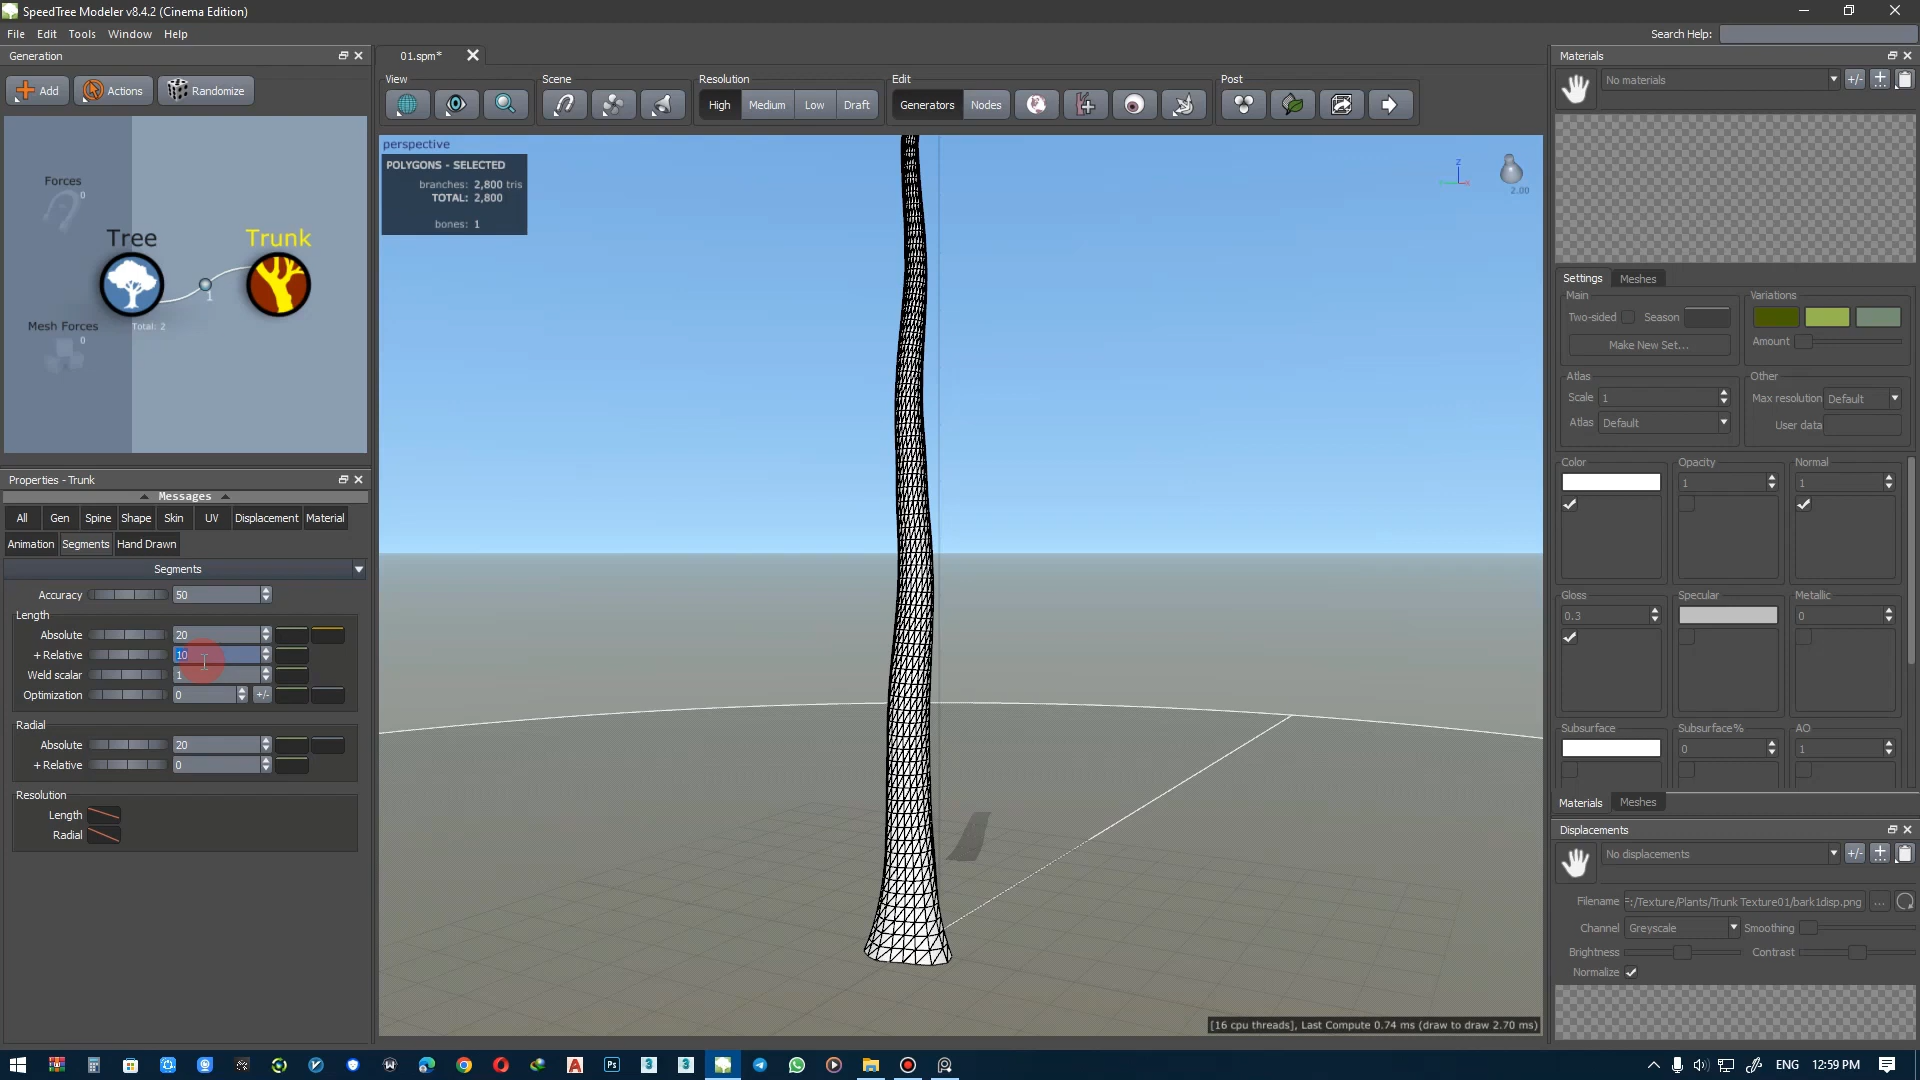 SpeedTree Modeler v8.4.2 (Cinema Edition)
File Edit Tools Window Help
Search Help:
Generation
Add Actions Randomize
Forces
0
Tree
Trunk
1
Mesh Forces
0
Total: 2
Properties - Trunk
Messages
All Gen Spine Shape Skin UV Displacement Material
Animation Segments Hand Drawn
Segments
Accuracy 50
Length
Absolute 20
+ Relative 10
Weld scalar 1
Optimization 0 +/-
Radial
Absolute 20
+ Relative 0
Resolution
Length
Radial
01.spm*
View Scene Resolution Edit Post
High Medium Low Draft Generators Nodes
perspective
POLYGONS - SELECTED
branches: 2,800 tris
TOTAL: 2,800
bones: 1
z
2.00
[16 cpu threads], Last Compute 0.74 ms (draw to draw 2.70 ms)
Materials
No materials +/-
Settings Meshes
Main Variations
Two-sided Season
Make New Set... Amount
Atlas Other
Scale 1 Max resolution Default
Atlas Default User data
Color Opacity Normal
1 1
Gloss Specular Metallic
0.3 0
Subsurface Subsurface% AO
0 1
Materials Meshes
Displacements
No displacements +/-
Filename F:/Texture/Plants/Trunk Texture01/bark1disp.png ...
Channel Greyscale Smoothing
Brightness Contrast
Normalize
ENG 12:59 PM